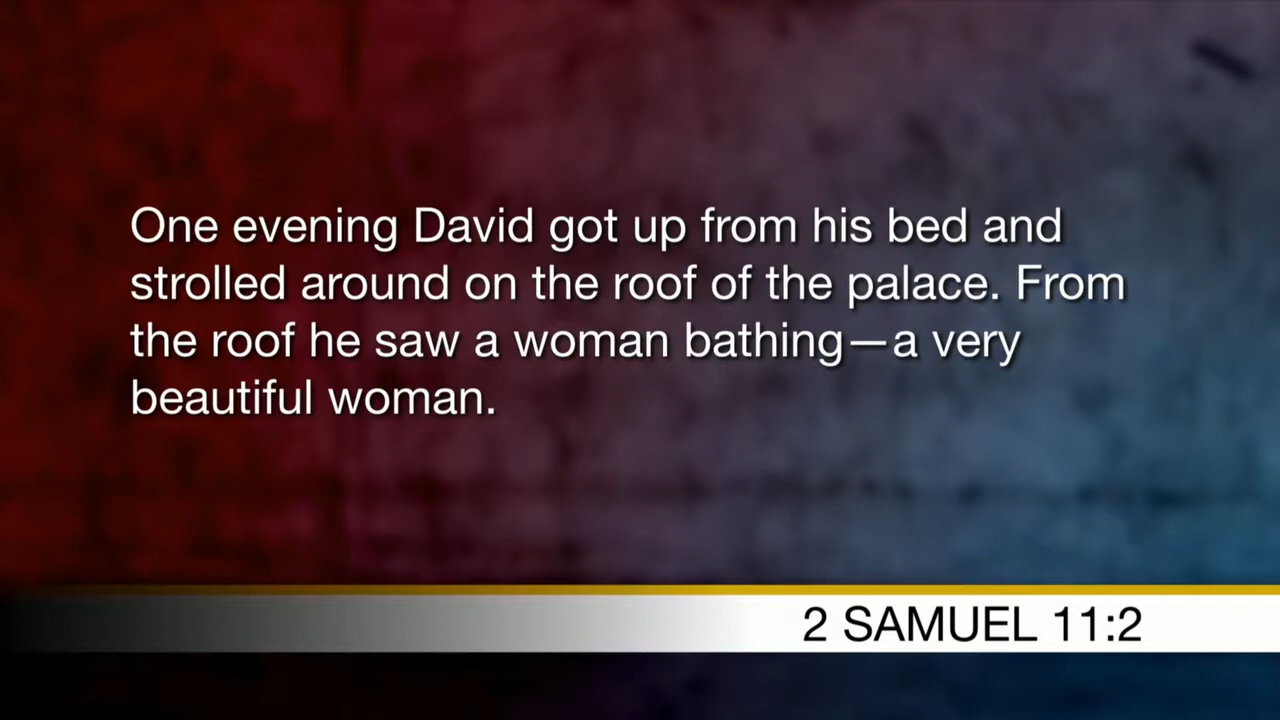 One evening David got up from his bed and
strolled around on the roof of the palace. From
the roof he saw a woman bathing—a very
beautiful woman.
2 SAMUEL 11:2